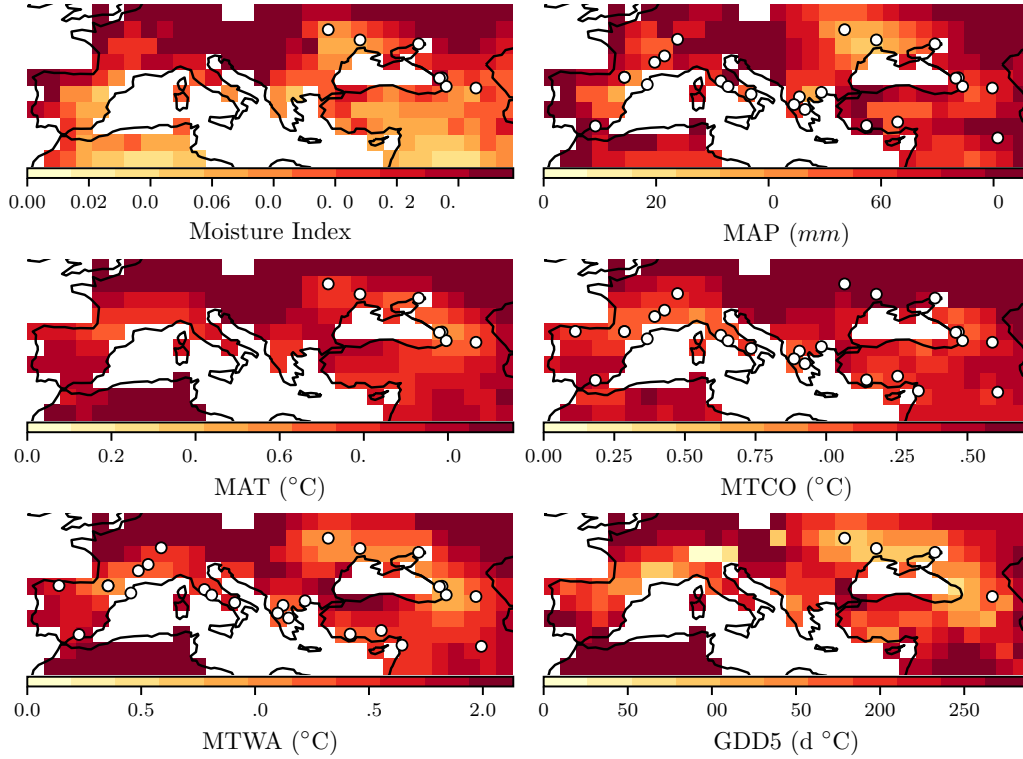 0.00 0.02 0.0 0.06 0.0 0. 0 0. 2 0.
Moisture Index
0 20 0 60 0
MAP (mm)
0.0 0.2 0. 0.6 0. .0
MAT (°C)
0.00 0.25 0.50 0.75 .00 .25 .50
MTCO (°C)
0.0 0.5 .0 .5 2.0
MTWA (°C)
0 50 00 50 200 250
GDD5 (d °C)